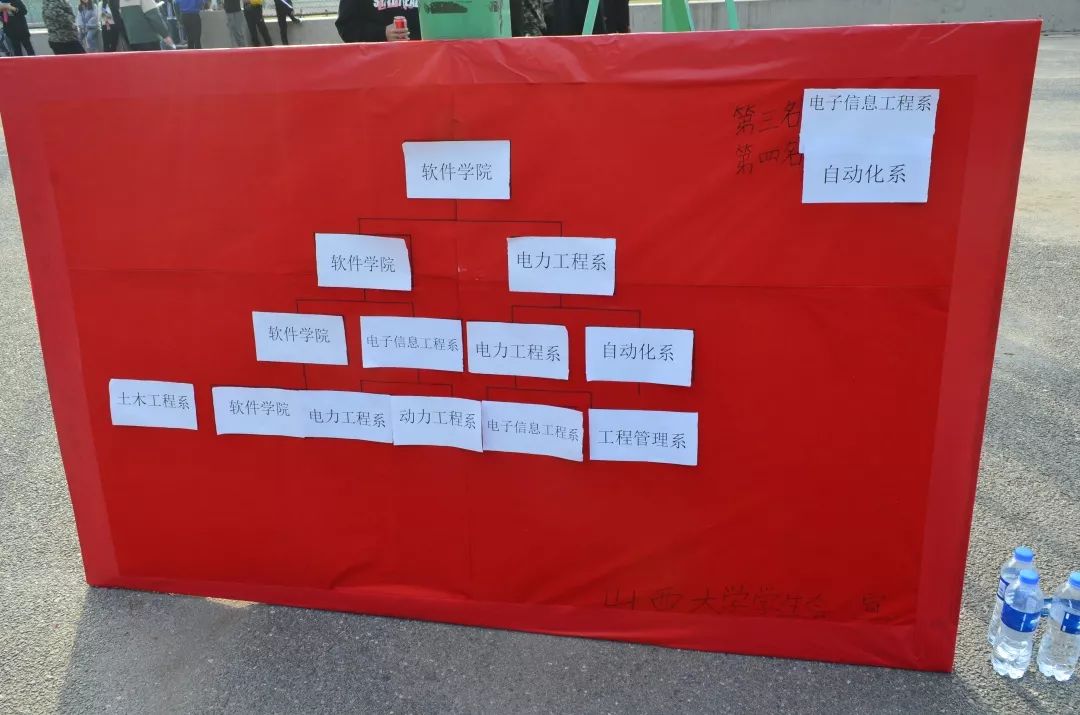 电子信息工程系
第三名
第四名
自动化系
软件学院
软件学院
电力工程系
软件学院
电子信息工程系
电力工程系
自动化系
土木工程系
软件学院
电力工程系
动力工程系
电子信息工程系
工程管理系
山西大学学生会 宣